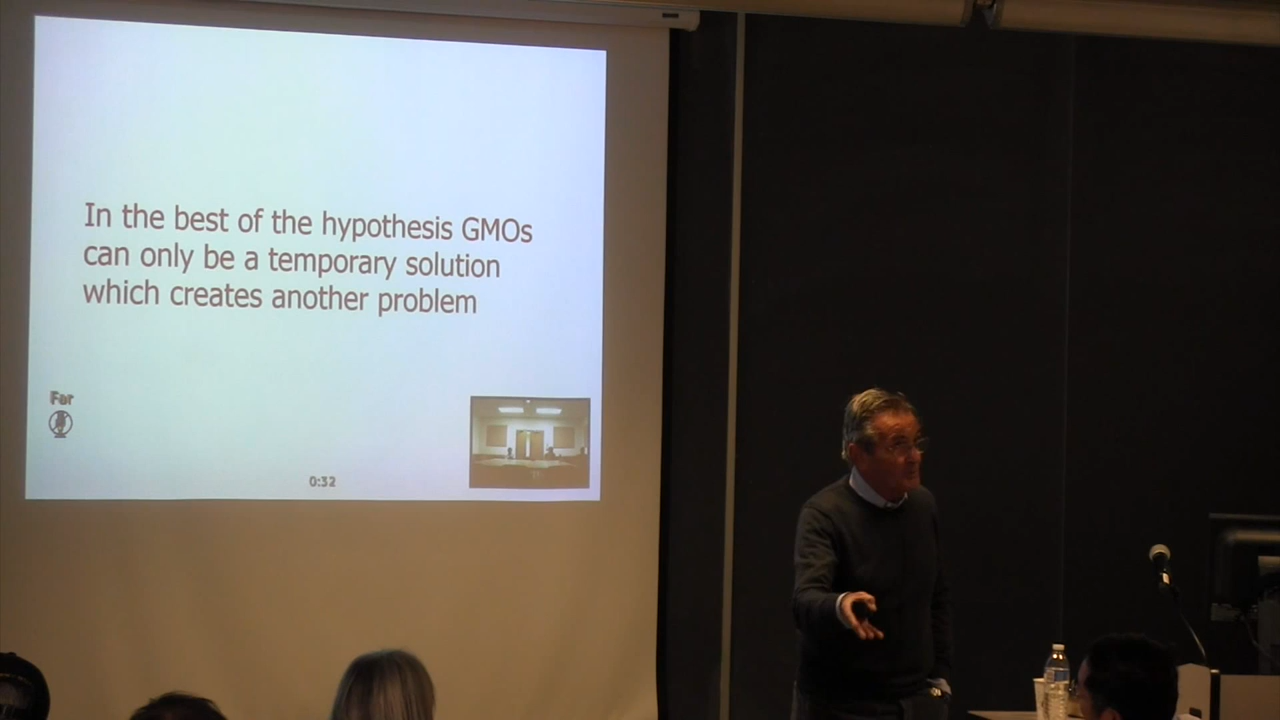 In the best of the hypothesis GMOs
can only be a temporary solution
which creates another problem
Far
0:32